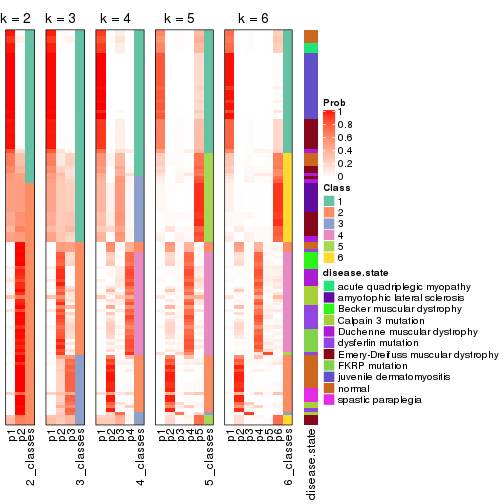 k = 2 k = 3 k = 4 k = 5 k = 6
p1 p2 2_classes p1 p2 p3 3_classes p1 p2 p3 p4 4_classes p1 p2 p3 p4 p5 5_classes p1 p2 p3 p4 p5 p6 6_classes disease.state
Prob
1
0.8
0.6
0.4
0.2
0
Class
1
2
3
4
5
6
disease.state
acute quadriplegic myopathy
amyotophic lateral sclerosis
Becker muscular dystrophy
Calpain 3 mutation
Duchenne muscular dystrophy
dysferlin mutation
Emery-Dreifuss muscular dystrophy
FKRP mutation
juvenile dermatomyositis
normal
spastic paraplegia